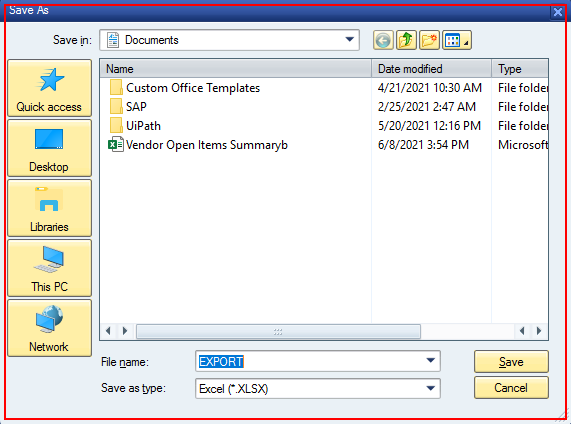 Save As
Save in: Documents
Name Date modified Type
Custom Office Templates 4/21/2021 10:30 AM File folder
SAP 2/25/2021 2:47 AM File folder
UiPath 5/20/2021 12:16 PM File folder
Vendor Open Items Summaryb 6/8/2021 3:54 PM Microsoft
Quick access
Desktop
Libraries
This PC
Network
File name: EXPORT Save
Save as type: Excel (*.XLSX) Cancel